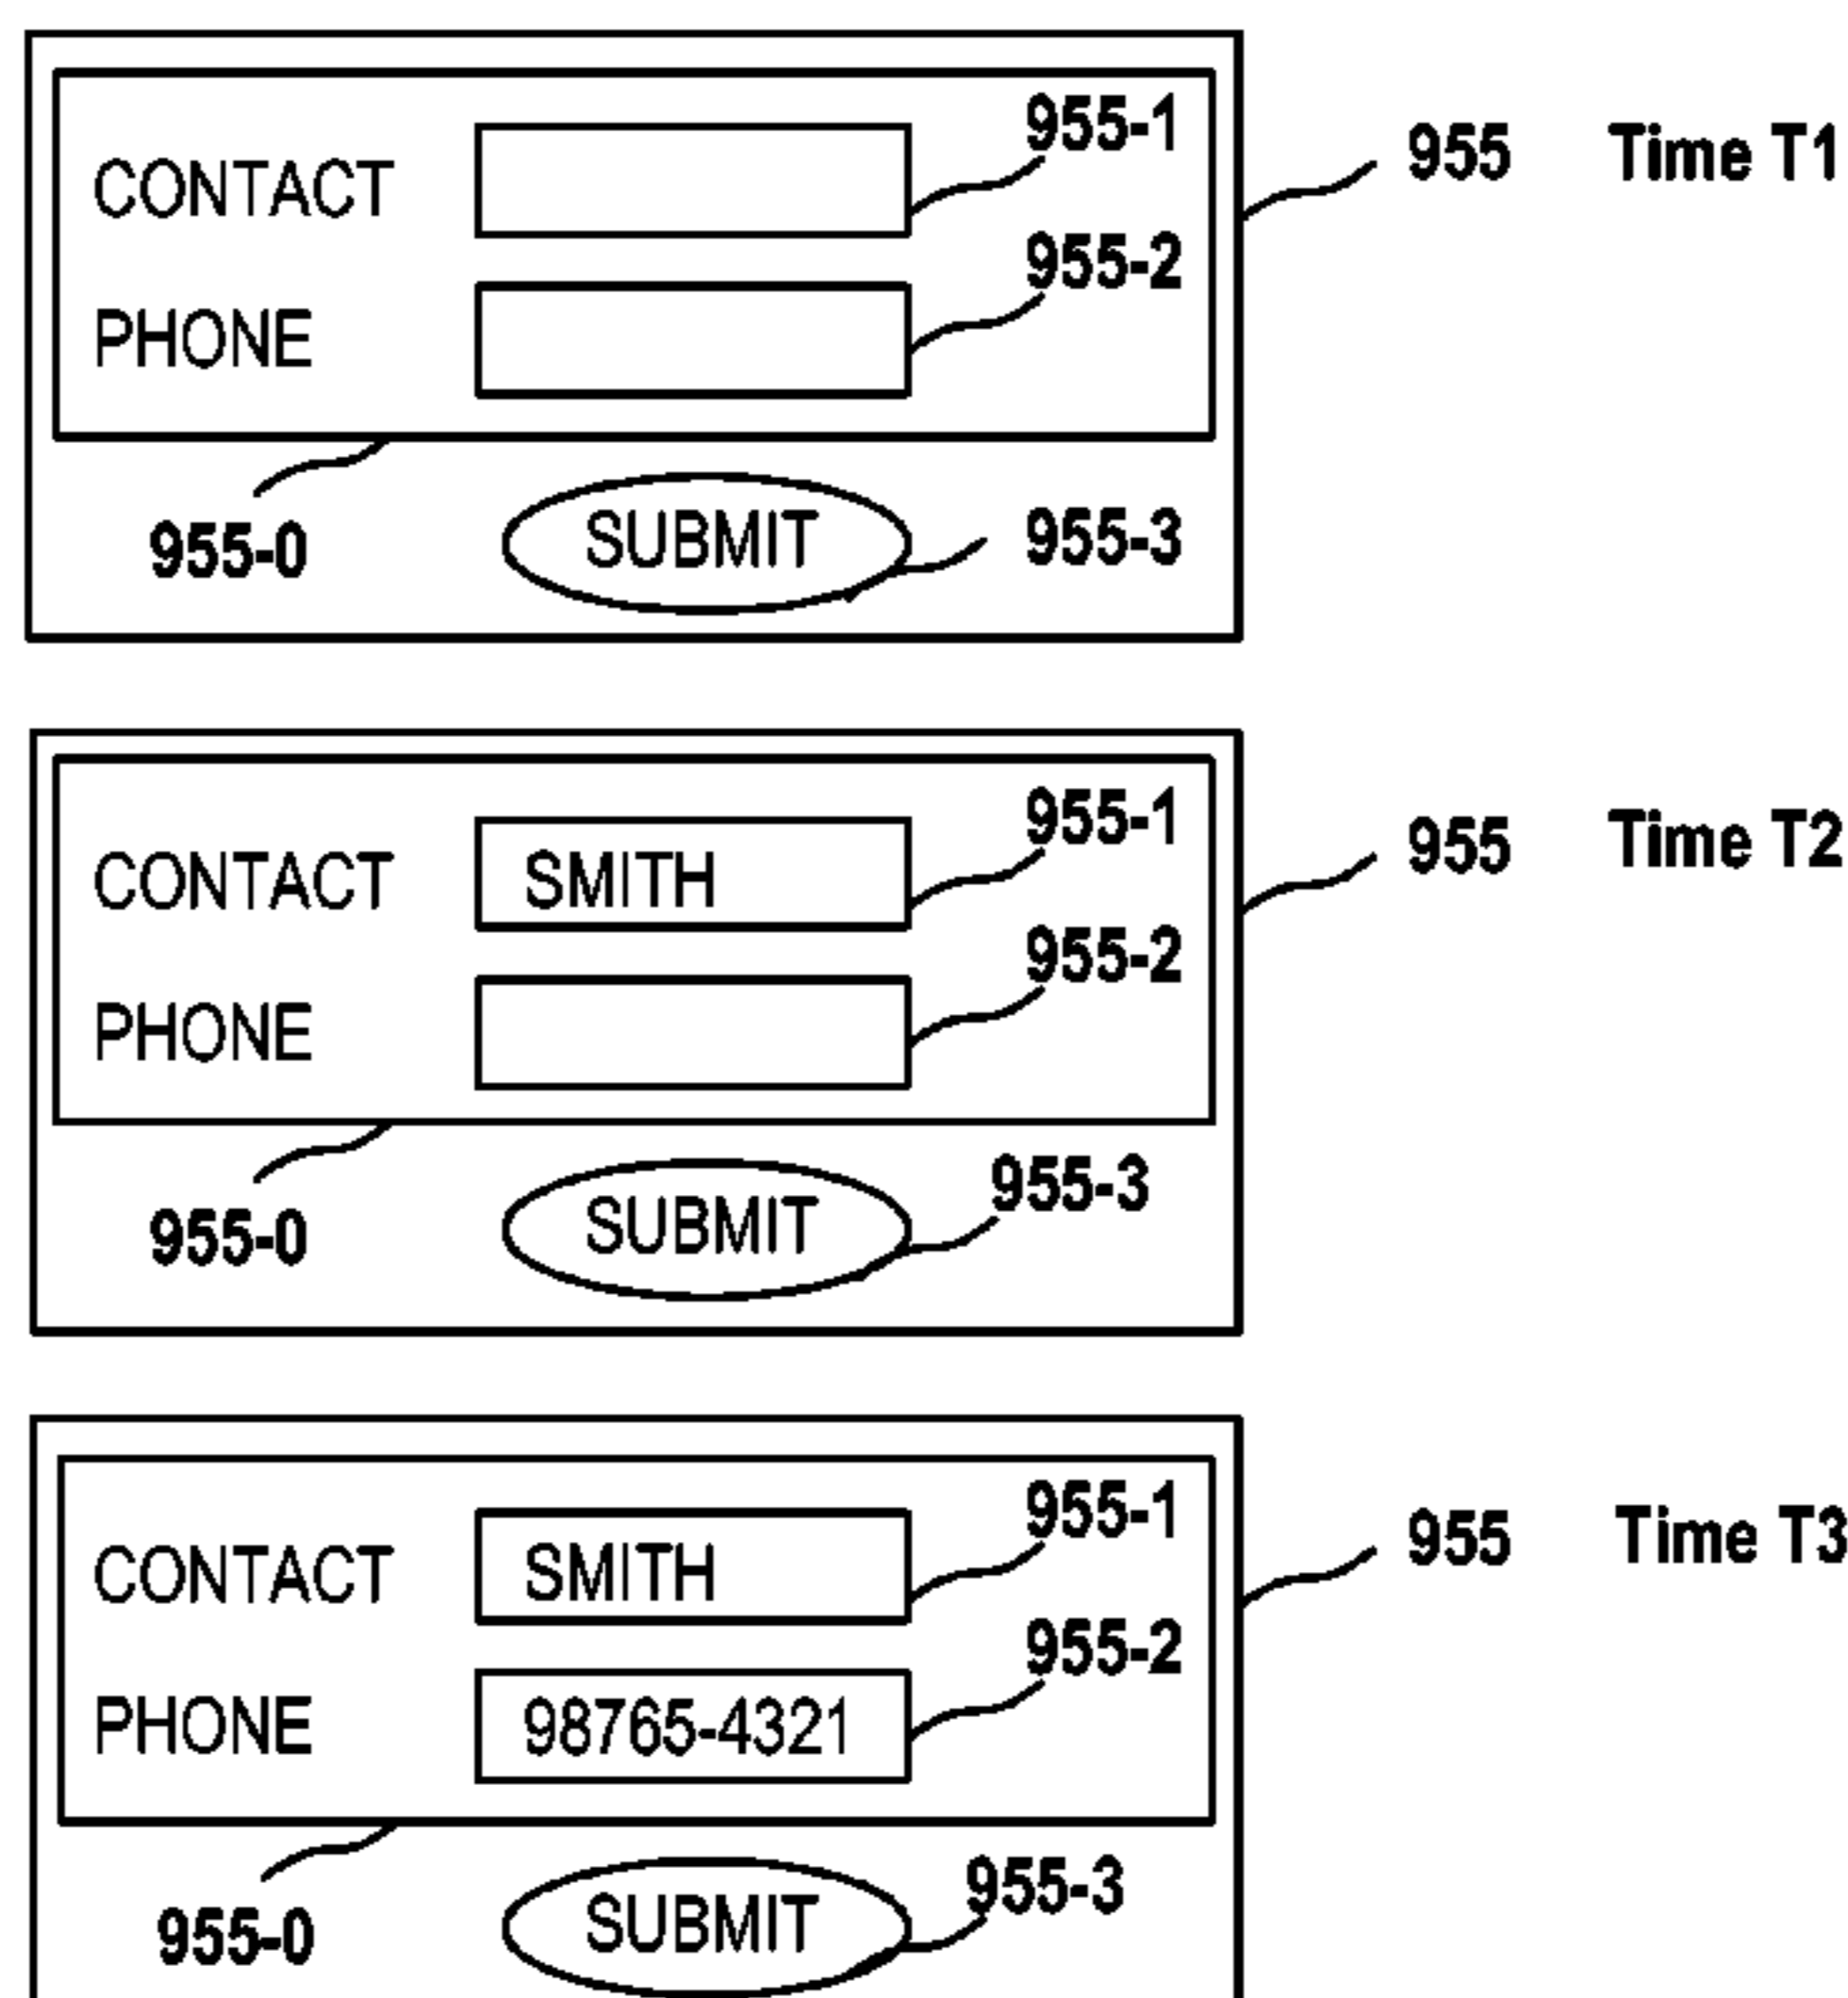 955-1
955 Time T1
CONTACT
955-2
PHONE
955-0 SUBMIT 955-3
955-1
955 Time T2
CONTACT SMITH
955-2
PHONE
955-3
955-0 SUBMIT
955-1
955 Time T3
CONTACT SMITH
955-2
PHONE 98765-4321
955-3
955-0 SUBMIT